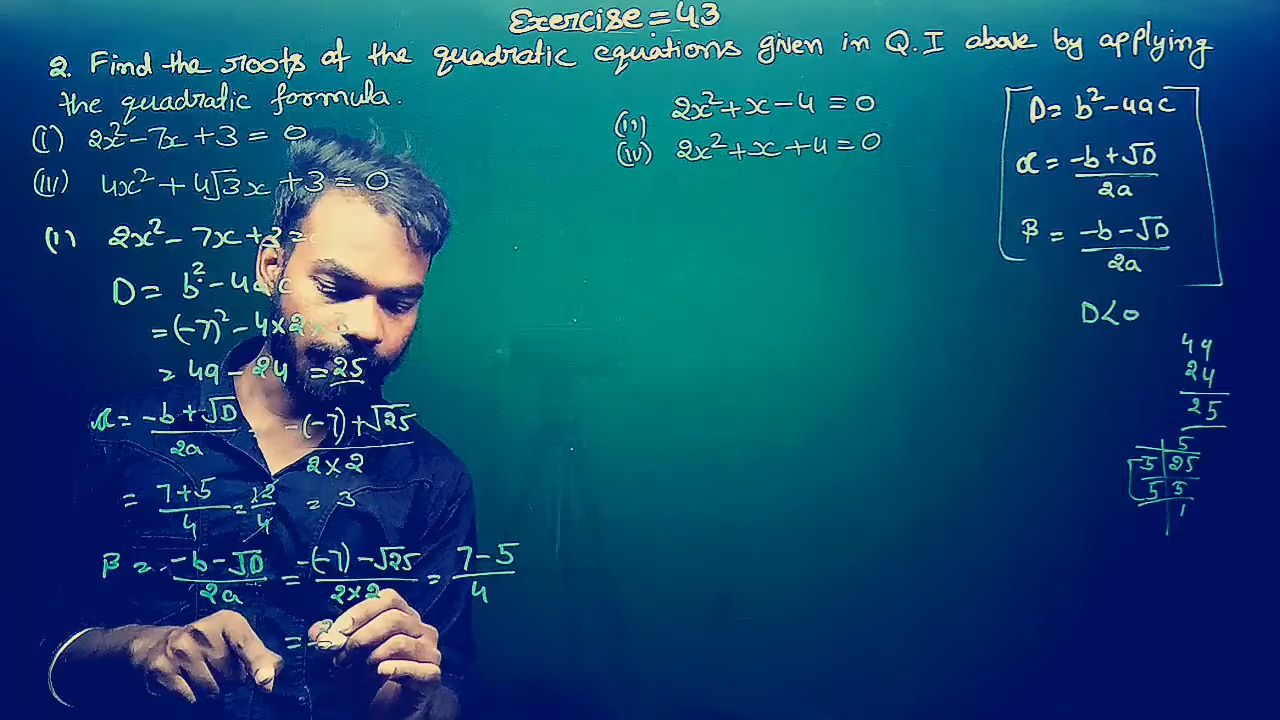 Exercise = 43
2. Find the roots of the quadratic equations given in Q.I above by applying
the quadratic formula.
(i) 2x² - 7x + 3 = 0
(ii) 2x² + x - 4 = 0
(iii) 4x² + 4√3x + 3 = 0
(iv) 2x² + x + 4 = 0
D = b² - 4ac
α = (-b + √D)/2a
β = (-b - √D)/2a
D < 0
(i) 2x² - 7x + 3 =
D = b² - 4ac
= (-7)² - 4×2×3
= 49 - 24 = 25
α = (-b + √D)/2a = (-(-7) + √25)/(2×2)
= (7+5)/4 = 12/4 = 3
β = (-b - √D)/2a = (-(-7) - √25)/(2×2) = (7-5)/4
=
49
24
25
5
5 25
5 5
1